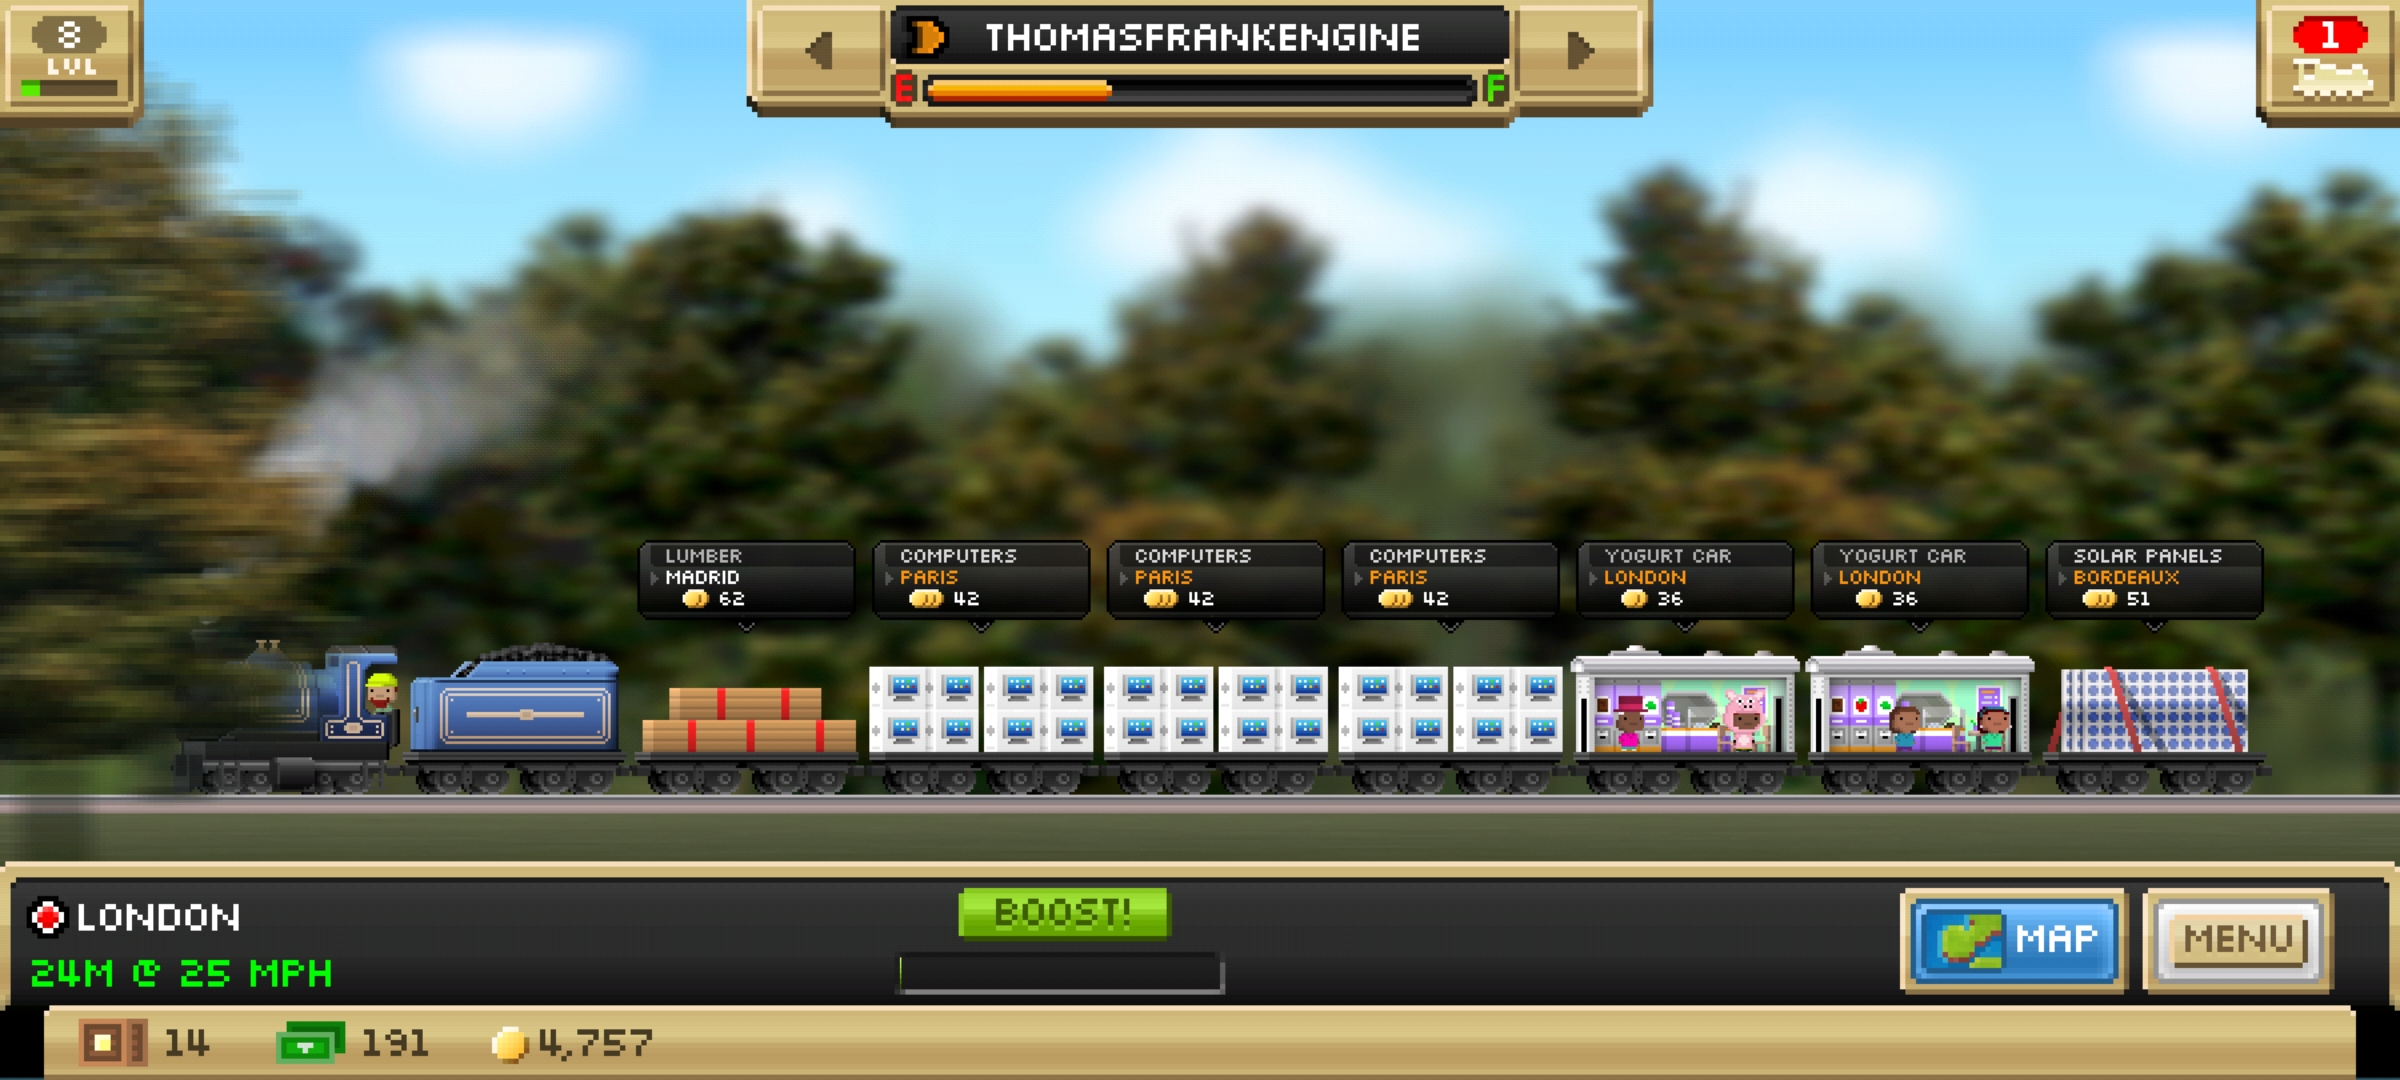 8
LVL
THOMASFRANKENGINE
E F
1
LUMBER
MADRID
62
COMPUTERS
PARIS
42
COMPUTERS
PARIS
42
COMPUTERS
PARIS
42
YOGURT CAR
LONDON
36
YOGURT CAR
LONDON
36
SOLAR PANELS
BORDEAUX
51
LONDON
24M @ 25 MPH
BOOST!
MAP
MENU
14
191
4,757